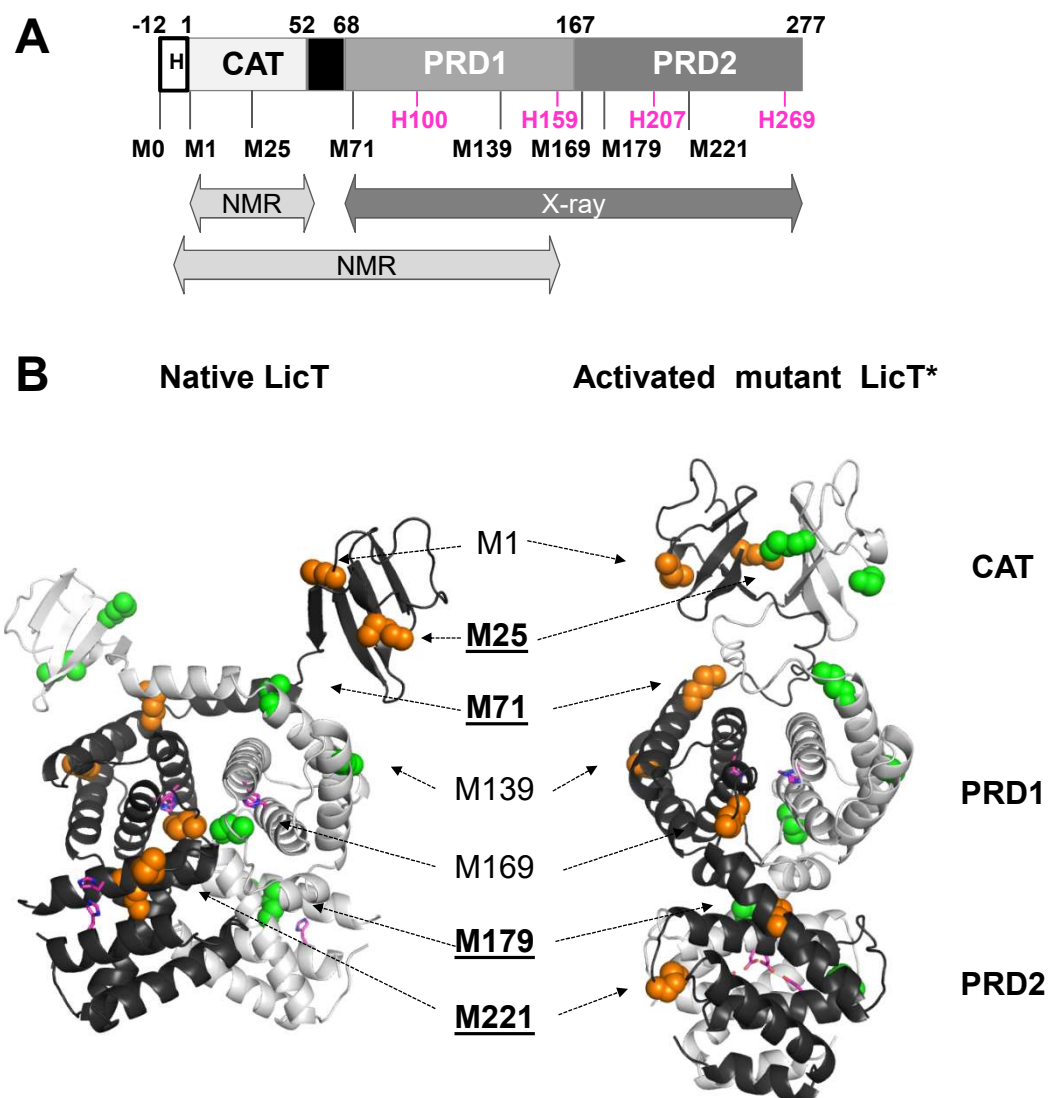 A
-12 1 52 68 167 277
H CAT PRD1 PRD2
H100 H159 H207 H269
M0 M1 M25 M71 M139 M169 M179 M221
NMR X-ray
NMR
B
Native LicT Activated mutant LicT*
M1
CAT
M25
M71
M139 PRD1
M169
M179
PRD2
M221